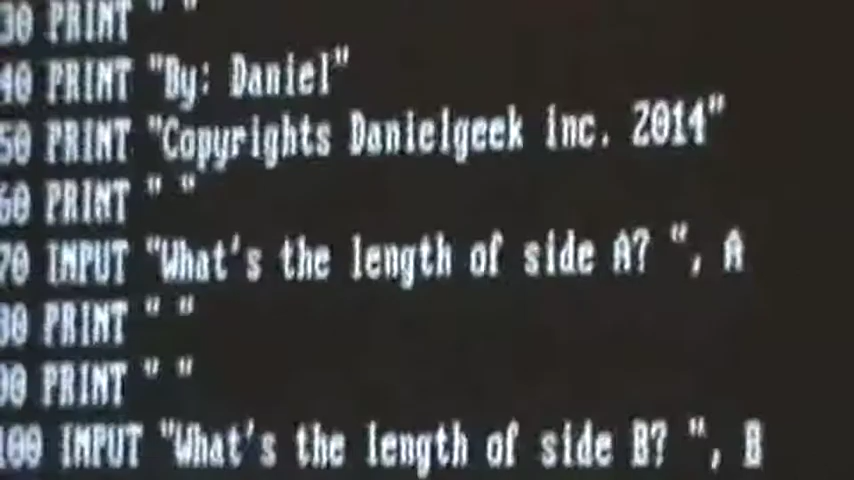 30 PRINT " "
40 PRINT "By: Daniel"
50 PRINT "Copyrights Danielgeek inc. 2014"
60 PRINT " "
70 INPUT "What's the length of side A? ", A
80 PRINT " "
90 PRINT " "
100 INPUT "What's the length of side B? ", B